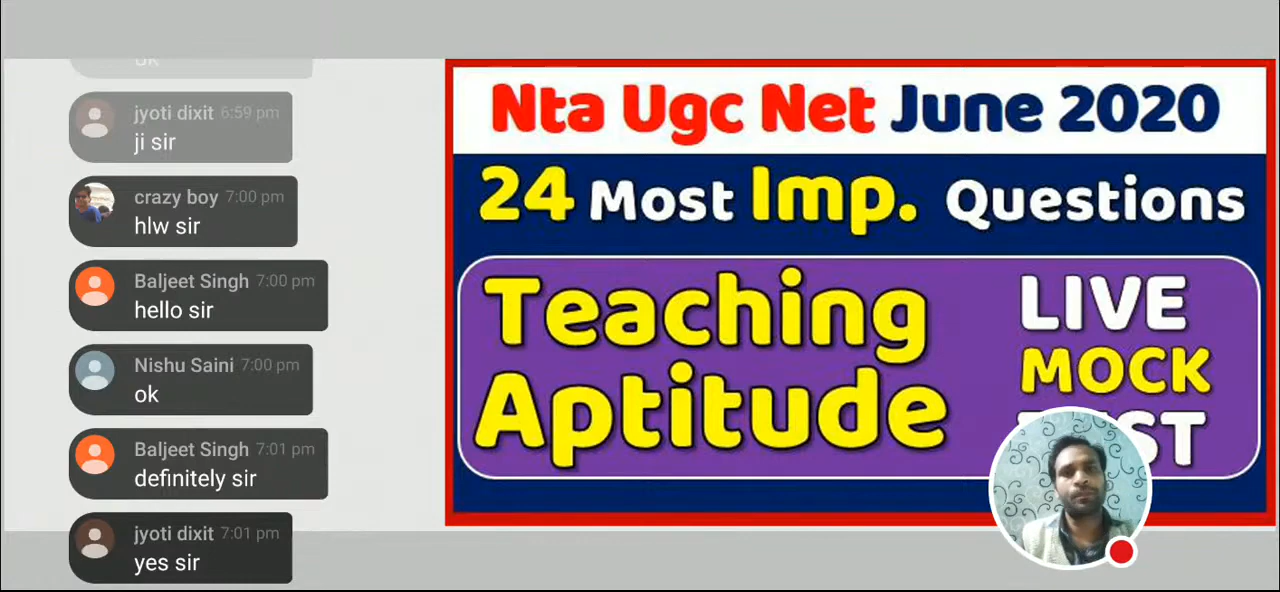 jyoti dixit 6:59 pm
ji sir
crazy boy 7:00 pm
hlw sir
Baljeet Singh 7:00 pm
hello sir
Nishu Saini 7:00 pm
ok
Baljeet Singh 7:01 pm
definitely sir
jyoti dixit 7:01 pm
yes sir
Nta Ugc Net June 2020
24 Most Imp. Questions
Teaching
Aptitude
LIVE
MOCK